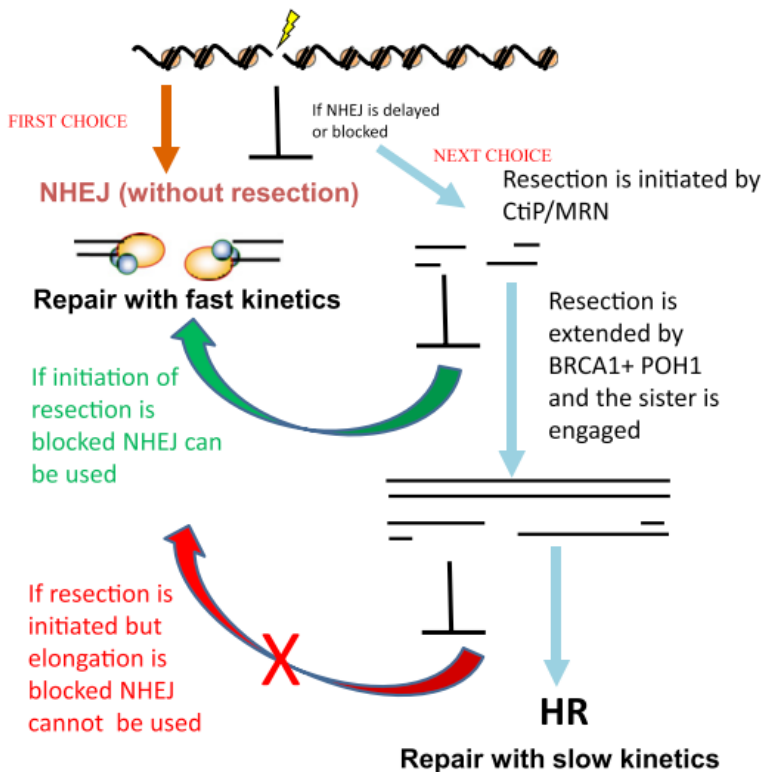 FIRST CHOICE
If NHEJ is delayed
or blocked
NEXT CHOICE
NHEJ (without resection)
Resection is initiated by
CtiP/MRN
Repair with fast kinetics
Resection is
extended by
BRCA1+ POH1
and the sister is
engaged
If initiation of
resection is
blocked NHEJ can
be used
If resection is
initiated but
elongation is
blocked NHEJ
cannot be used
X
HR
Repair with slow kinetics